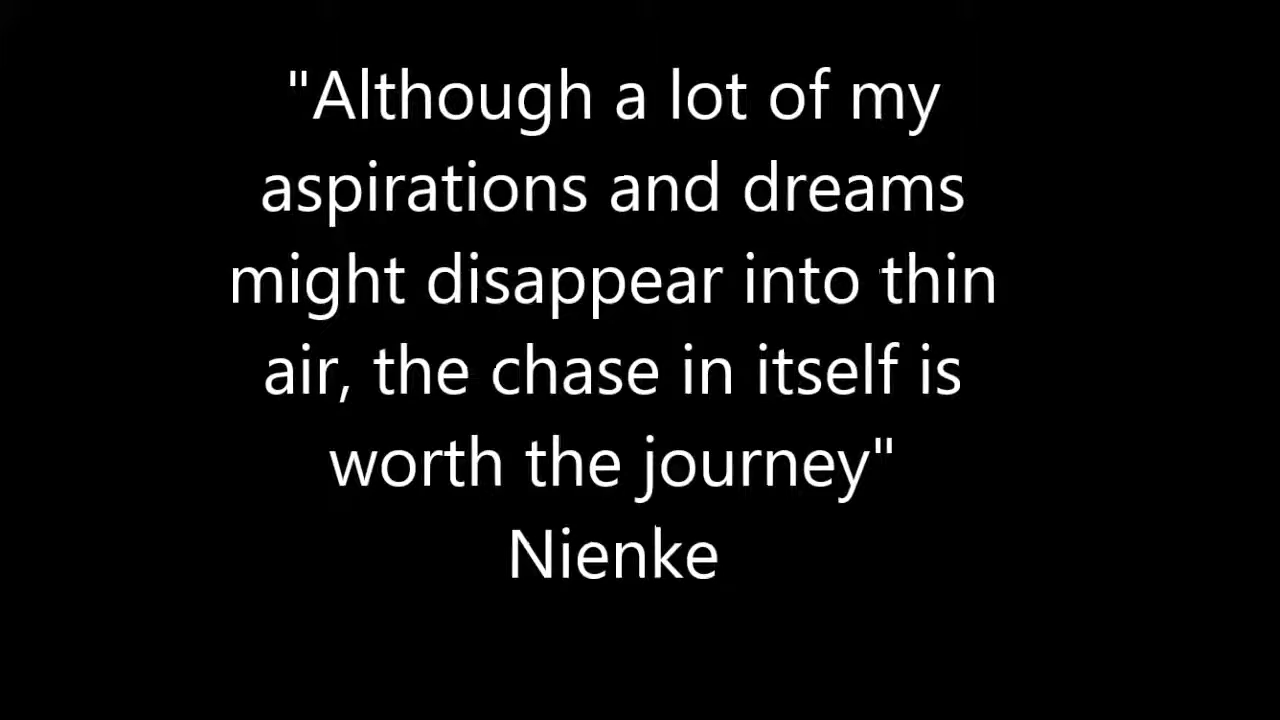 "Although a lot of my
aspirations and dreams
might disappear into thin
air, the chase in itself is
worth the journey"
Nienke